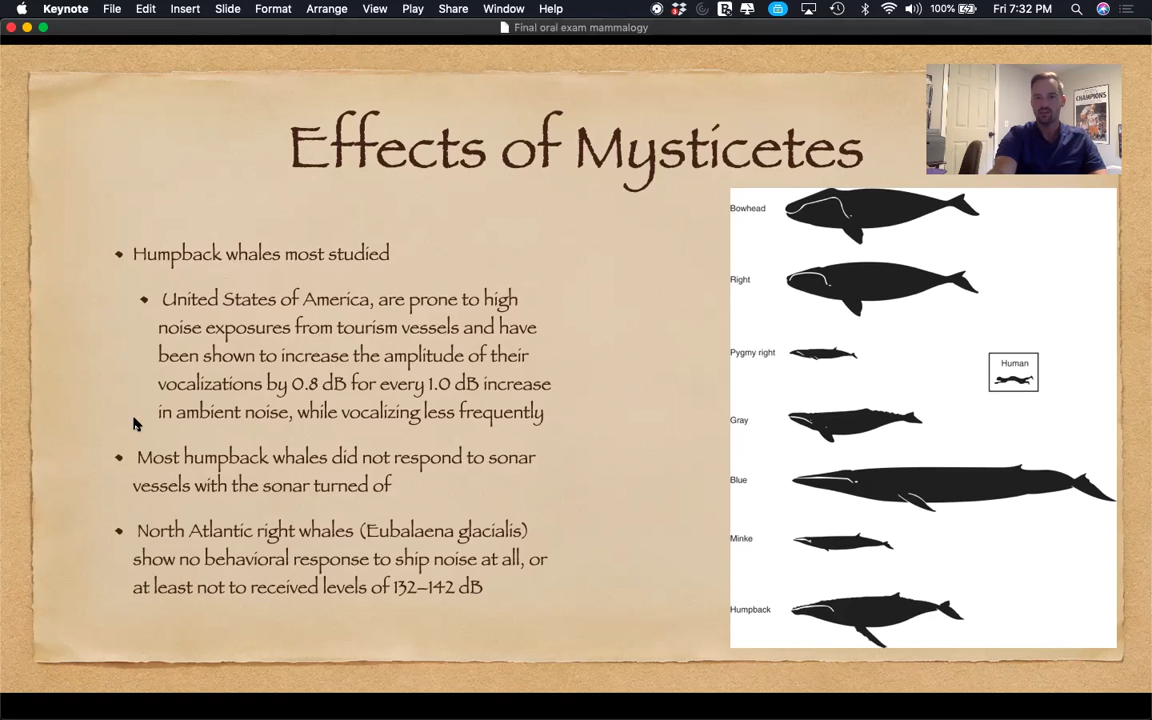 Keynote File Edit Insert Slide Format Arrange View Play Share Window Help 100% Fri 7:32 PM
Final oral exam mammalogy
CHAMPIONS
Effects of Mysticetes
Humpback whales most studied
United States of America, are prone to high
noise exposures from tourism vessels and have
been shown to increase the amplitude of their
vocalizations by 0.8 dB for every 1.0 dB increase
in ambient noise, while vocalizing less frequently
Most humpback whales did not respond to sonar
vessels with the sonar turned of
North Atlantic right whales (Eubalaena glacialis)
show no behavioral response to ship noise at all, or
at least not to received levels of 132–142 dB
Bowhead
Right
Pygmy right
Human
Gray
Blue
Minke
Humpback